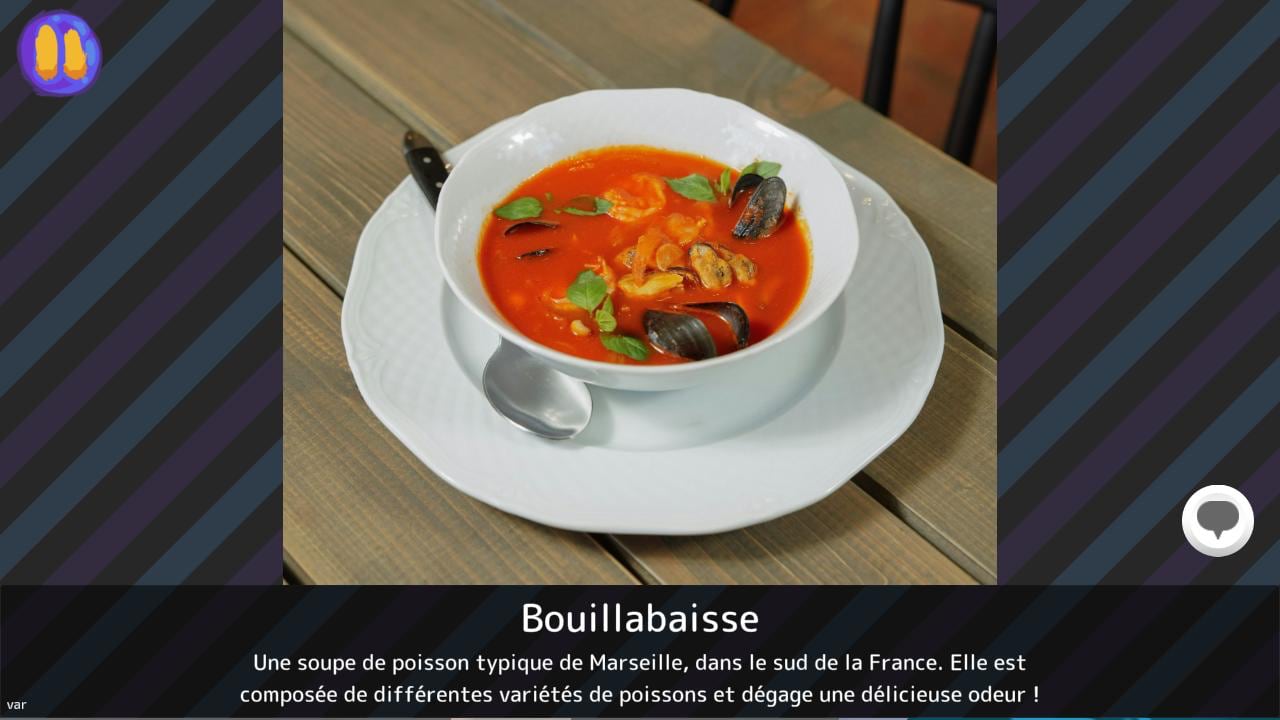 Bouillabaisse
Une soupe de poisson typique de Marseille, dans le sud de la France. Elle est
composée de différentes variétés de poissons et dégage une délicieuse odeur !
var